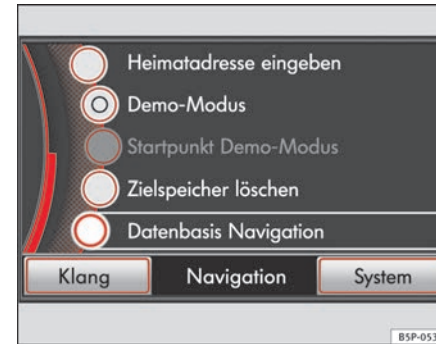 Heimatadresse eingeben
Demo-Modus
Startpunkt Demo-Modus
Zielspeicher löschen
Datenbasis Navigation
Klang Navigation System
B5P-053